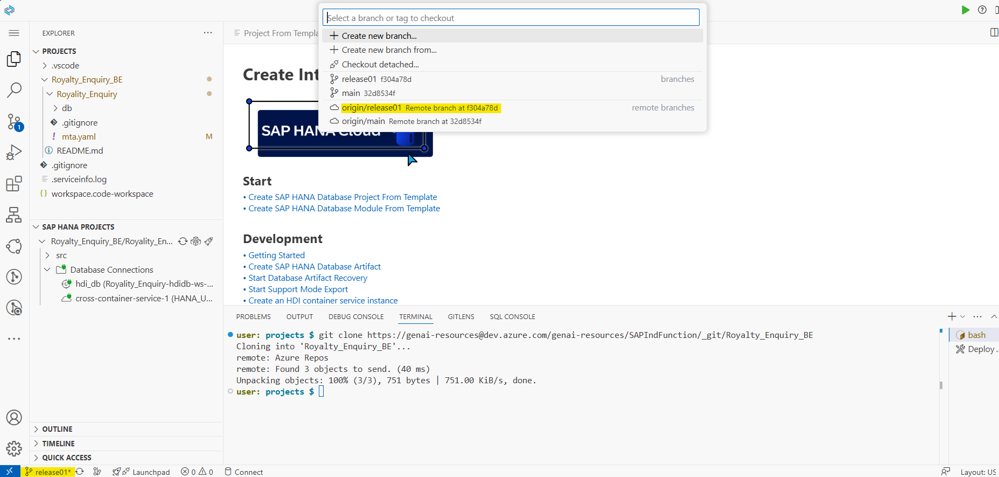 Select a branch or tag to checkout
Create new branch...
Create new branch from...
Checkout detached...
release01 f304a78d branches
main 32d8534f
origin/release01 Remote branch at f304a78d remote branches
origin/main Remote branch at 32d8534f
EXPLORER
PROJECTS
.vscode
Royalty_Enquiry_BE
Royality_Enquiry
db
.gitignore
mta.yaml M
README.md
.gitignore
.serviceinfo.log
workspace.code-workspace
1
SAP HANA PROJECTS
Royalty_Enquiry_BE/Royality_En...
src
Database Connections
hdi_db (Royality_Enquiry-hdidb-ws-...
cross-container-service-1 (HANA_U...
OUTLINE
TIMELINE
QUICK ACCESS
Project From Templa
Create Int
SAP HANA Cloud
Start
• Create SAP HANA Database Project From Template
• Create SAP HANA Database Module From Template
Development
• Getting Started
• Create SAP HANA Database Artifact
• Start Database Artifact Recovery
• Start Support Mode Export
• Create an HDI container service instance
PROBLEMS OUTPUT DEBUG CONSOLE TERMINAL GITLENS SQL CONSOLE
user: projects $ git clone https://genai-resources@dev.azure.com/genai-resources/SAPIndFunction/_git/Royalty_Enquiry_BE
Cloning into 'Royalty_Enquiry_BE'...
remote: Azure Repos
remote: Found 3 objects to send. (40 ms)
Unpacking objects: 100% (3/3), 751 bytes | 751.00 KiB/s, done.
user: projects $
bash
Deploy ..
release01* Launchpad 0 0 Connect Layout: US